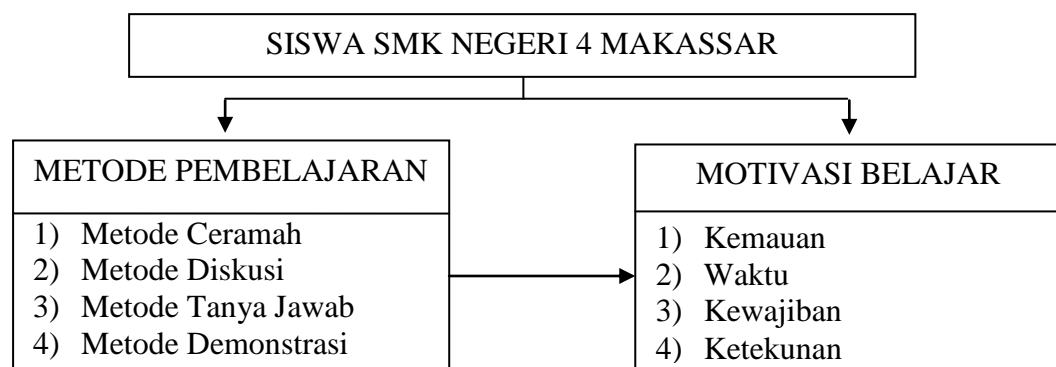 SISWA SMK NEGERI 4 MAKASSAR
METODE PEMBELAJARAN
1) Metode Ceramah
2) Metode Diskusi
3) Metode Tanya Jawab
4) Metode Demonstrasi
MOTIVASI BELAJAR
1) Kemauan
2) Waktu
3) Kewajiban
4) Ketekunan